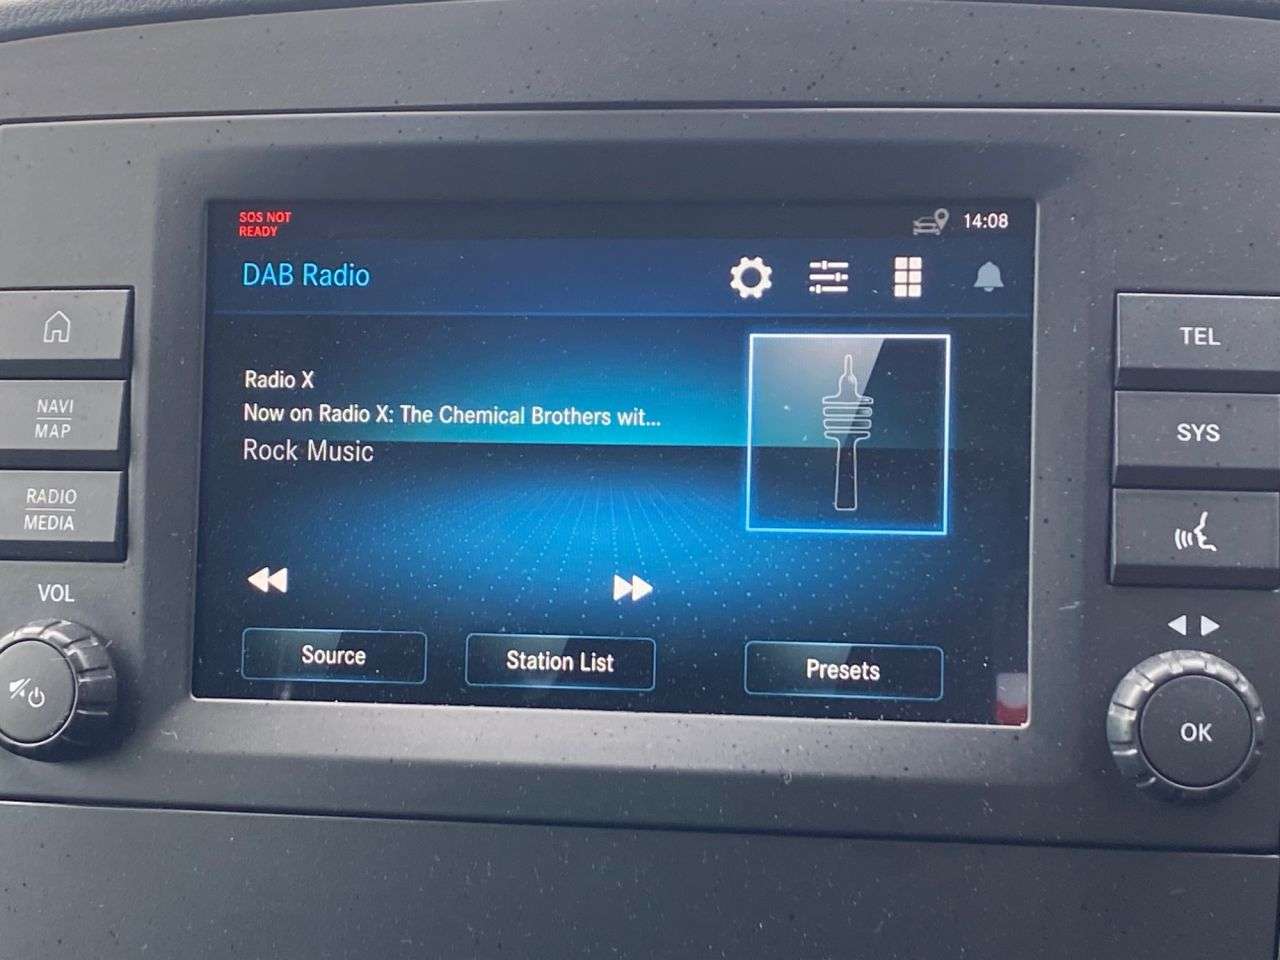 SOS NOT
READY
14:08
DAB Radio
Radio X
Now on Radio X: The Chemical Brothers wit...
Rock Music
Source
Station List
Presets
NAVI
MAP
RADIO
MEDIA
VOL
TEL
SYS
OK